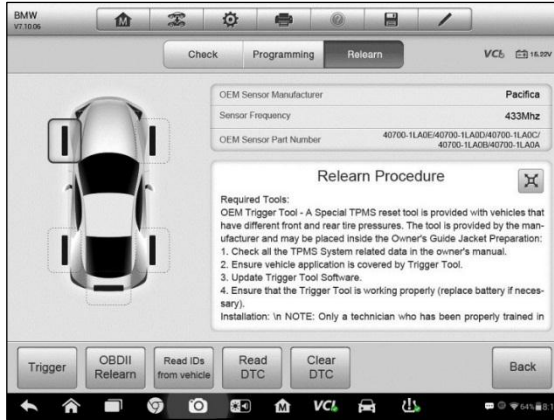 BMW
V7.10.06
Check
Programming
Relearn
VCI
OEM Sensor Manufacturer
Pacifica
Sensor Frequency
433Mhz
OEM Sensor Part Number
40700-1LA0E/40700-1LA0D/40700-1LA0C/
40700-1LA0B/40700-1LA0A
Relearn Procedure
Required Tools:
OEM Trigger Tool - A Special TPMS reset tool is provided with vehicles that
have different front and rear tire pressures. The tool is provided by the man-
ufacturer and may be placed inside the Owner's Guide Jacket Preparation:
1. Check all the TPMS System related data in the owner's manual.
2. Ensure vehicle application is covered by Trigger Tool.
3. Update Trigger Tool Software.
4. Ensure that the Trigger Tool is working properly (replace battery if neces-
sary).
Installation: \n NOTE: Only a technician who has been properly trained in
Trigger
OBDII
Relearn
Read IDs
from vehicle
Read
DTC
Clear
DTC
Back
VCI
64%